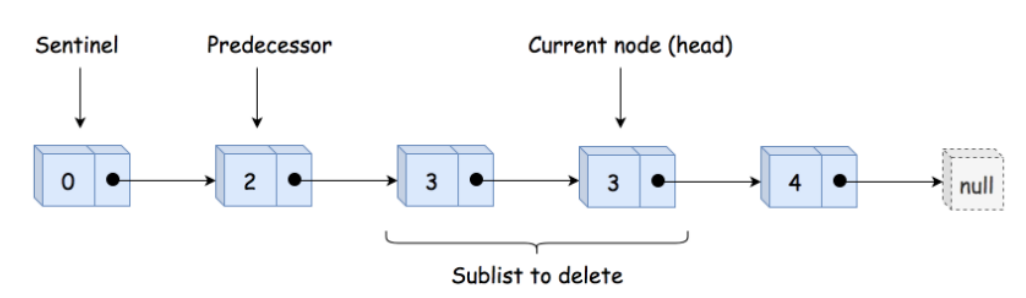 Sentinel
Predecessor
Current node (head)
0
2
3
3
4
null
Sublist to delete